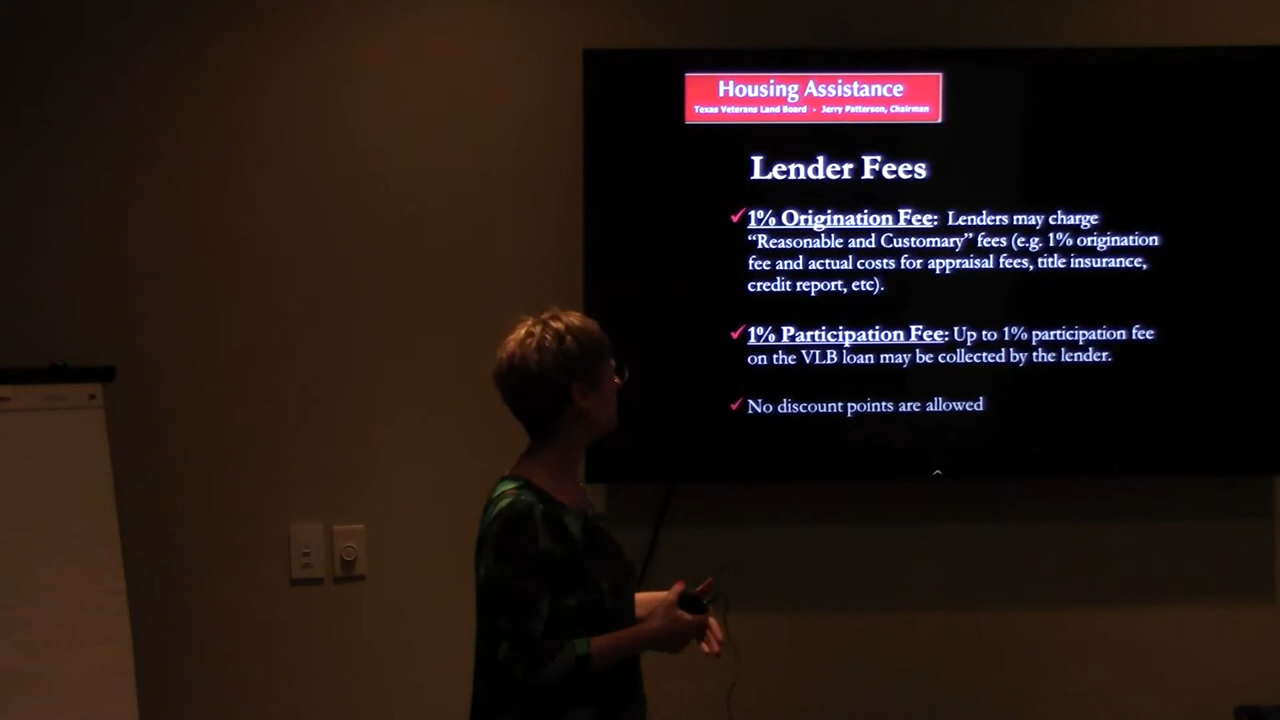 Housing Assistance
Texas Veterans Land Board · Jerry Patterson, Chairman
Lender Fees
✓1% Origination Fee: Lenders may charge
“Reasonable and Customary” fees (e.g. 1% origination
fee and actual costs for appraisal fees, title insurance,
credit report, etc).
✓1% Participation Fee: Up to 1% participation fee
on the VLB loan may be collected by the lender.
✓No discount points are allowed